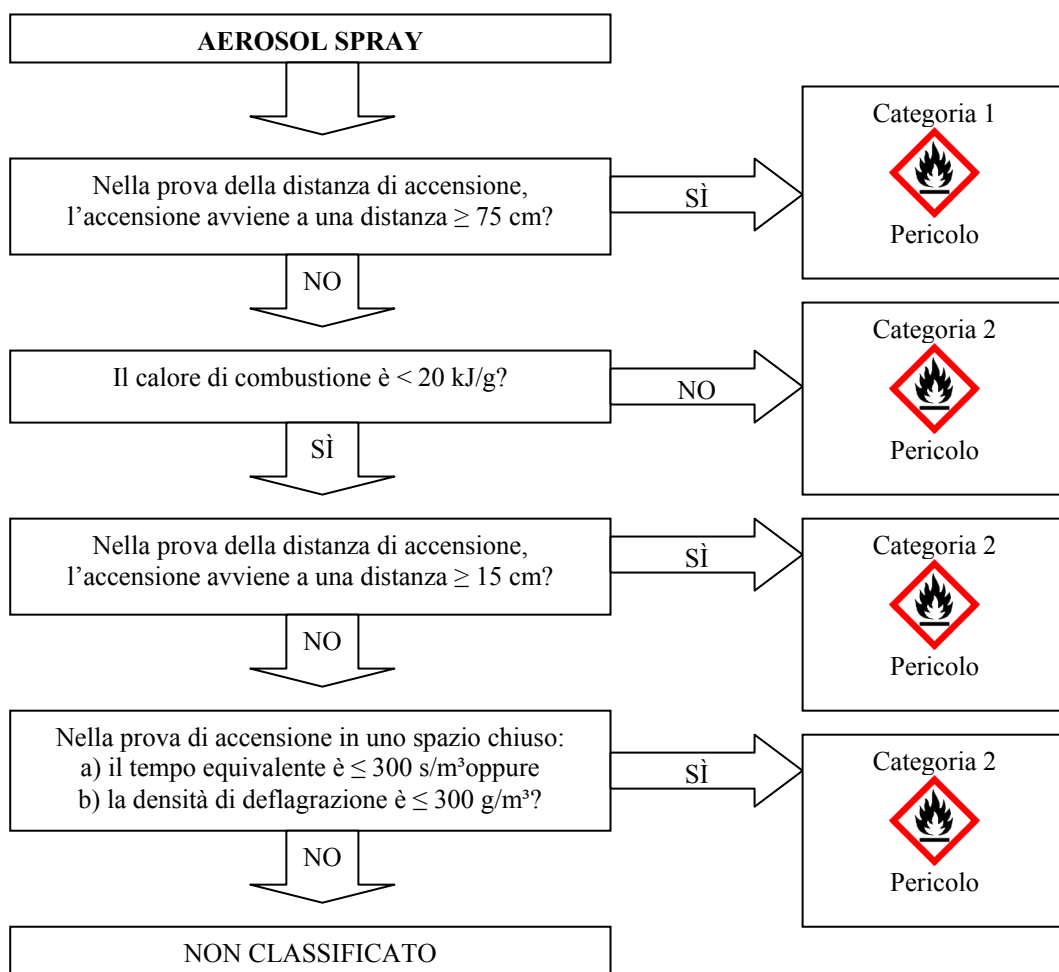 AEROSOL SPRAY
Categoria 1
Pericolo
Nella prova della distanza di accensione,
l’accensione avviene a una distanza ≥ 75 cm?
SÌ
NO
Categoria 2
Pericolo
Il calore di combustione è < 20 kJ/g?
NO
SÌ
Categoria 2
Pericolo
Nella prova della distanza di accensione,
l’accensione avviene a una distanza ≥ 15 cm?
SÌ
NO
Categoria 2
Pericolo
Nella prova di accensione in uno spazio chiuso:
a) il tempo equivalente è ≤ 300 s/m³oppure
b) la densità di deflagrazione è ≤ 300 g/m³?
SÌ
NO
NON CLASSIFICATO